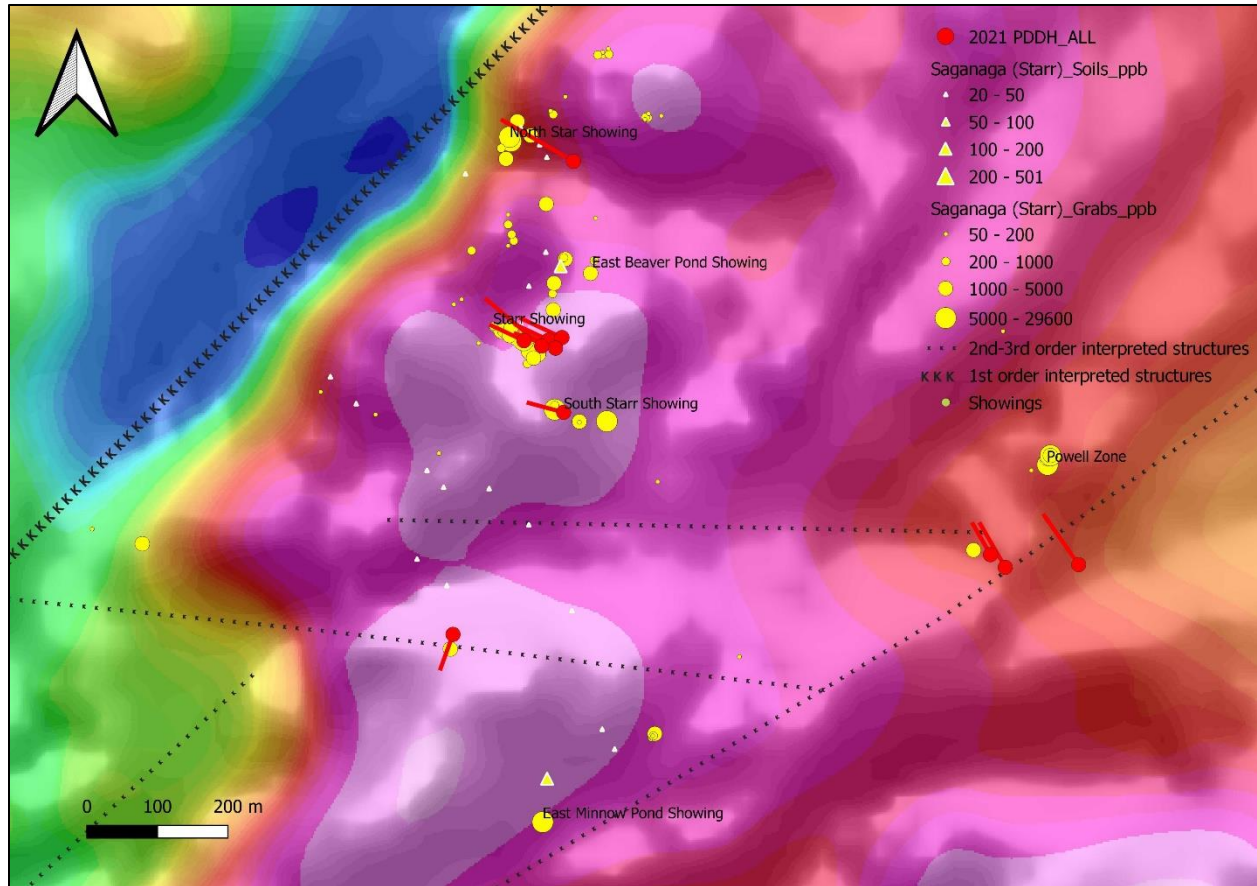 2021 PDDH_ALL
Saganaga (Starr)_Soils_ppb
20 - 50
50 - 100
100 - 200
200 - 501
Saganaga (Starr)_Grabs_ppb
50 - 200
200 - 1000
1000 - 5000
5000 - 29600
2nd-3rd order interpreted structures
K K K 1st order interpreted structures
Showings
North Star Showing
East Beaver Pond Showing
Starr Showing
South Starr Showing
Powell Zone
East Minnow Pond Showing
0 100 200 m